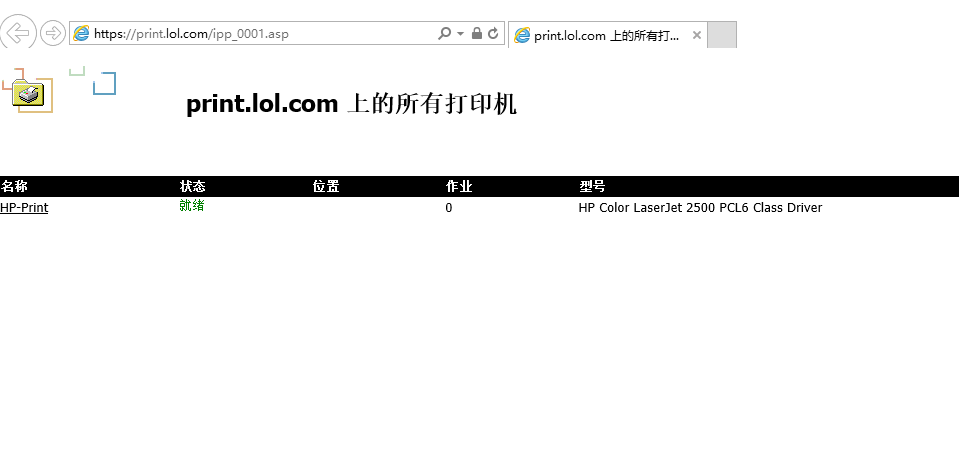 https://print.lol.com/ipp_0001.asp
print.lol.com 上的所有打...
print.lol.com 上的所有打印机
名称 状态 位置 作业 型号
HP-Print 就绪 0 HP Color LaserJet 2500 PCL6 Class Driver